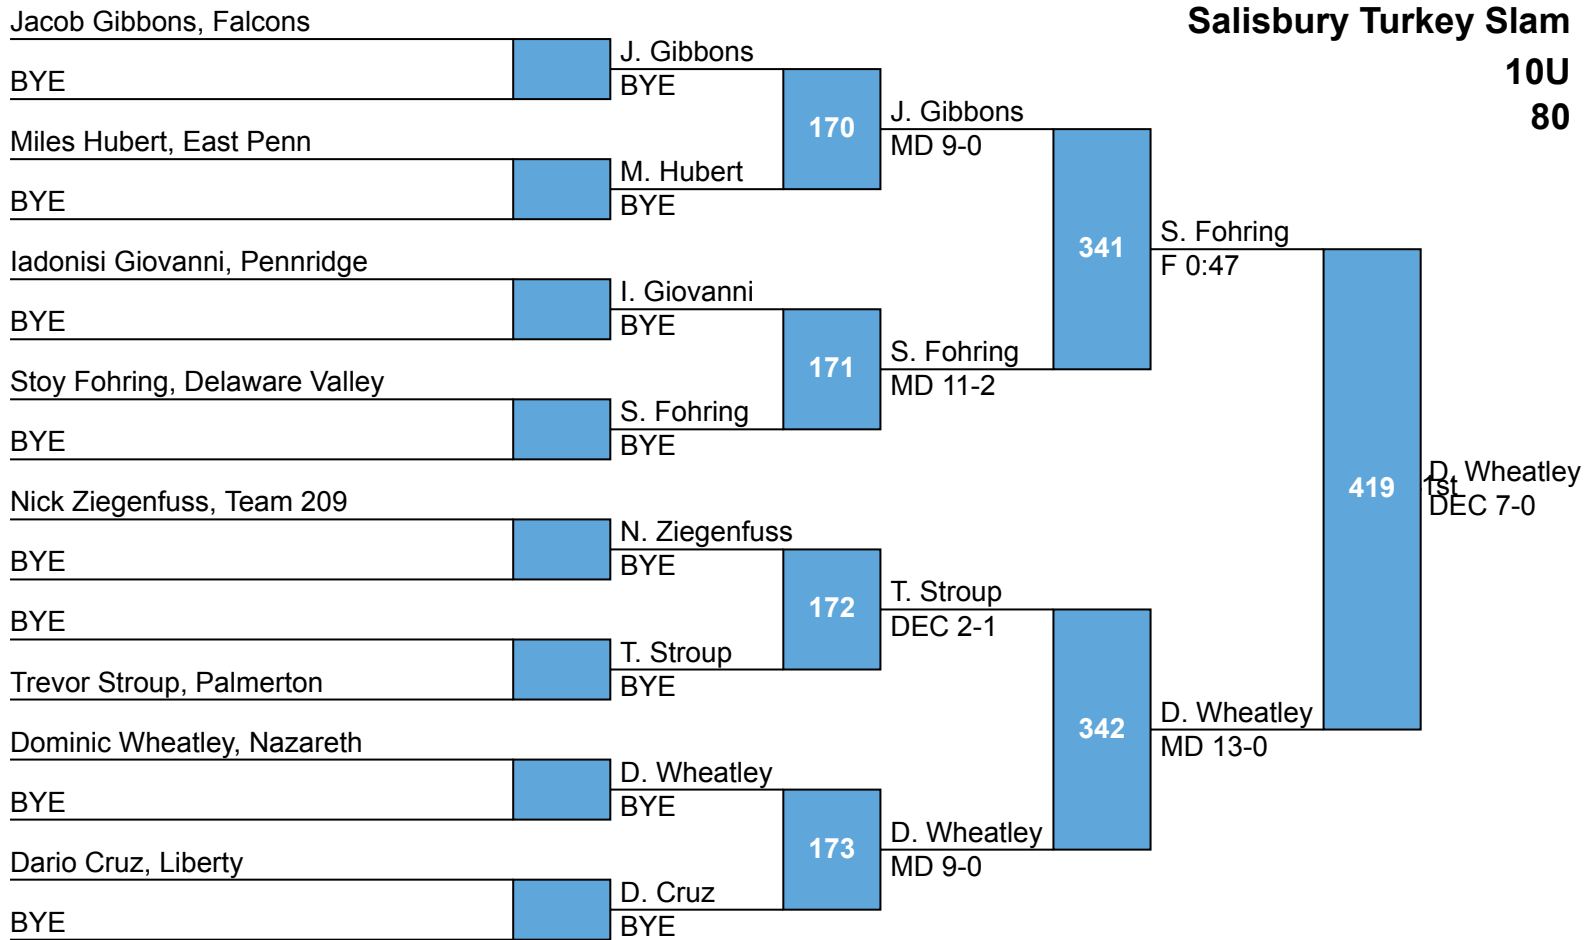 Salisbury Turkey Slam
10U
80
Jacob Gibbons, Falcons
BYE
Miles Hubert, East Penn
BYE
Iadonisi Giovanni, Pennridge
BYE
Stoy Fohring, Delaware Valley
BYE
Nick Ziegenfuss, Team 209
BYE
BYE
Trevor Stroup, Palmerton
Dominic Wheatley, Nazareth
BYE
Dario Cruz, Liberty
BYE
J. Gibbons
BYE
M. Hubert
BYE
I. Giovanni
BYE
S. Fohring
BYE
N. Ziegenfuss
BYE
T. Stroup
BYE
D. Wheatley
BYE
D. Cruz
BYE
170
171
172
173
J. Gibbons
MD 9-0
S. Fohring
MD 11-2
T. Stroup
DEC 2-1
D. Wheatley
MD 9-0
341
342
S. Fohring
F 0:47
D. Wheatley
MD 13-0
419
D. Wheatley
1st
DEC 7-0